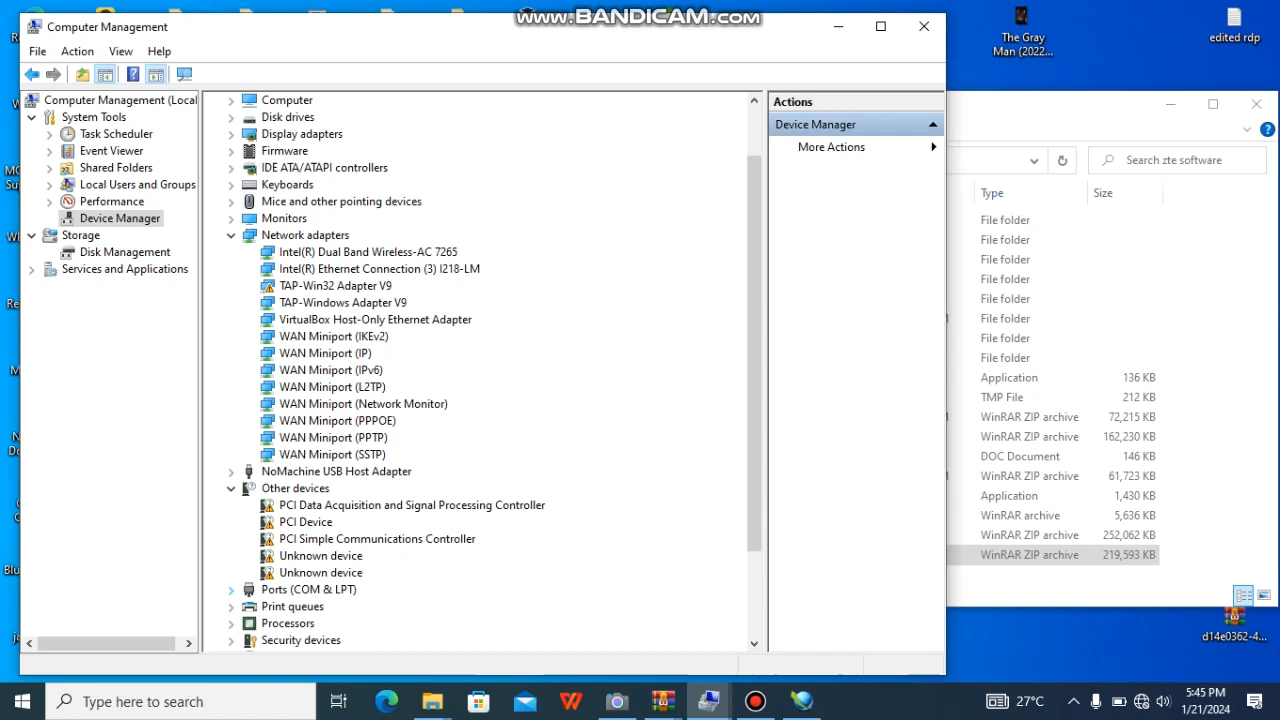 www.BANDICAM.com
Computer Management
File Action View Help
Computer Management (Local
System Tools
Task Scheduler
Event Viewer
Shared Folders
Local Users and Groups
Performance
Device Manager
Storage
Disk Management
Services and Applications
Computer
Disk drives
Display adapters
Firmware
IDE ATA/ATAPI controllers
Keyboards
Mice and other pointing devices
Monitors
Network adapters
Intel(R) Dual Band Wireless-AC 7265
Intel(R) Ethernet Connection (3) I218-LM
TAP-Win32 Adapter V9
TAP-Windows Adapter V9
VirtualBox Host-Only Ethernet Adapter
WAN Miniport (IKEv2)
WAN Miniport (IP)
WAN Miniport (IPv6)
WAN Miniport (L2TP)
WAN Miniport (Network Monitor)
WAN Miniport (PPPOE)
WAN Miniport (PPTP)
WAN Miniport (SSTP)
NoMachine USB Host Adapter
Other devices
PCI Data Acquisition and Signal Processing Controller
PCI Device
PCI Simple Communications Controller
Unknown device
Unknown device
Ports (COM & LPT)
Print queues
Processors
Security devices
Actions
Device Manager
More Actions
The Gray
Man (2022...
edited rdp
Search zte software
Type Size
File folder
File folder
File folder
File folder
File folder
File folder
File folder
File folder
Application 136 KB
TMP File 212 KB
WinRAR ZIP archive 72,215 KB
WinRAR ZIP archive 162,230 KB
DOC Document 146 KB
WinRAR ZIP archive 61,723 KB
Application 1,430 KB
WinRAR archive 5,636 KB
WinRAR ZIP archive 252,062 KB
WinRAR ZIP archive 219,593 KB
d14e0362-4...
Type here to search
27°C
5:45 PM
1/21/2024